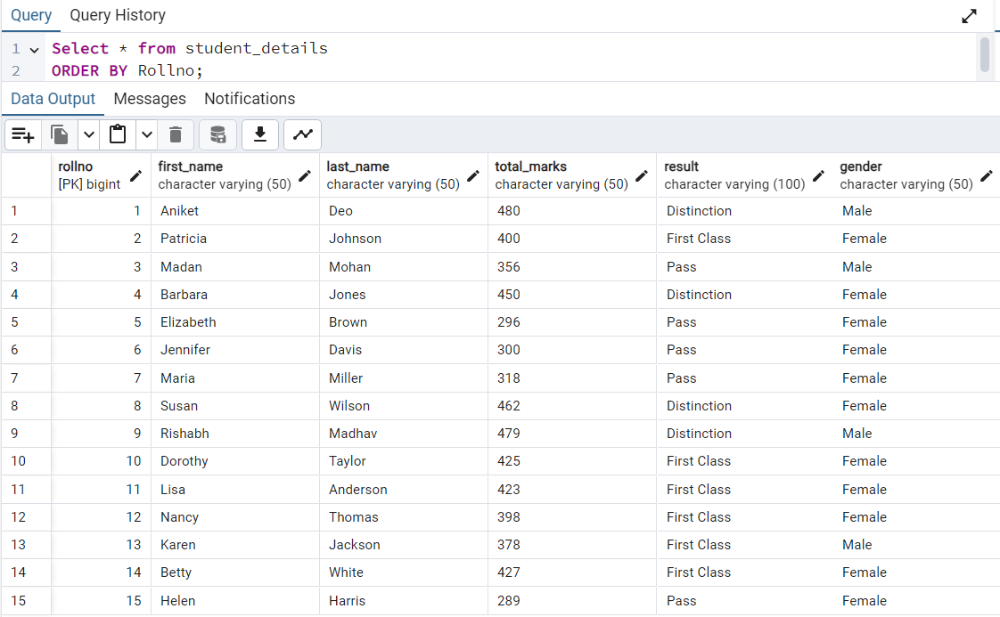 Query Query History
1 Select * from student_details
2 ORDER BY Rollno;
Data Output Messages Notifications
rollno first_name last_name total_marks result gender
[PK] bigint character varying (50) character varying (50) character varying (50) character varying (100) character varying (50)
1 1 Aniket Deo 480 Distinction Male
2 2 Patricia Johnson 400 First Class Female
3 3 Madan Mohan 356 Pass Male
4 4 Barbara Jones 450 Distinction Female
5 5 Elizabeth Brown 296 Pass Female
6 6 Jennifer Davis 300 Pass Female
7 7 Maria Miller 318 Pass Female
8 8 Susan Wilson 462 Distinction Female
9 9 Rishabh Madhav 479 Distinction Male
10 10 Dorothy Taylor 425 First Class Female
11 11 Lisa Anderson 423 First Class Female
12 12 Nancy Thomas 398 First Class Female
13 13 Karen Jackson 378 First Class Male
14 14 Betty White 427 First Class Female
15 15 Helen Harris 289 Pass Female